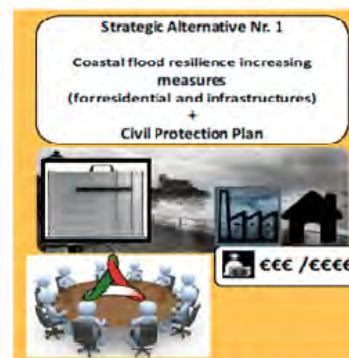 Strategic Alternative Nr. 1
Coastal flood resilience increasing
measures
(forresidential and infrastructures)
+
Civil Protection Plan
€€€ /€€€€